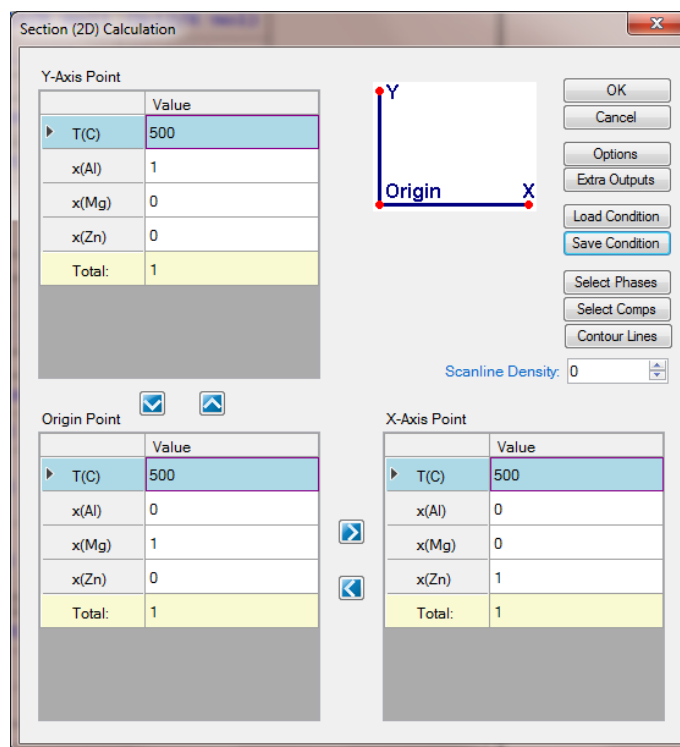 Section (2D) Calculation
Y-Axis Point
Value
T(C) 500
x(Al) 1
x(Mg) 0
x(Zn) 0
Total: 1
Y
Origin X
OK
Cancel
Options
Extra Outputs
Load Condition
Save Condition
Select Phases
Select Comps
Contour Lines
Scanline Density: 0
Origin Point
Value
T(C) 500
x(Al) 0
x(Mg) 1
x(Zn) 0
Total: 1
X-Axis Point
Value
T(C) 500
x(Al) 0
x(Mg) 0
x(Zn) 1
Total: 1